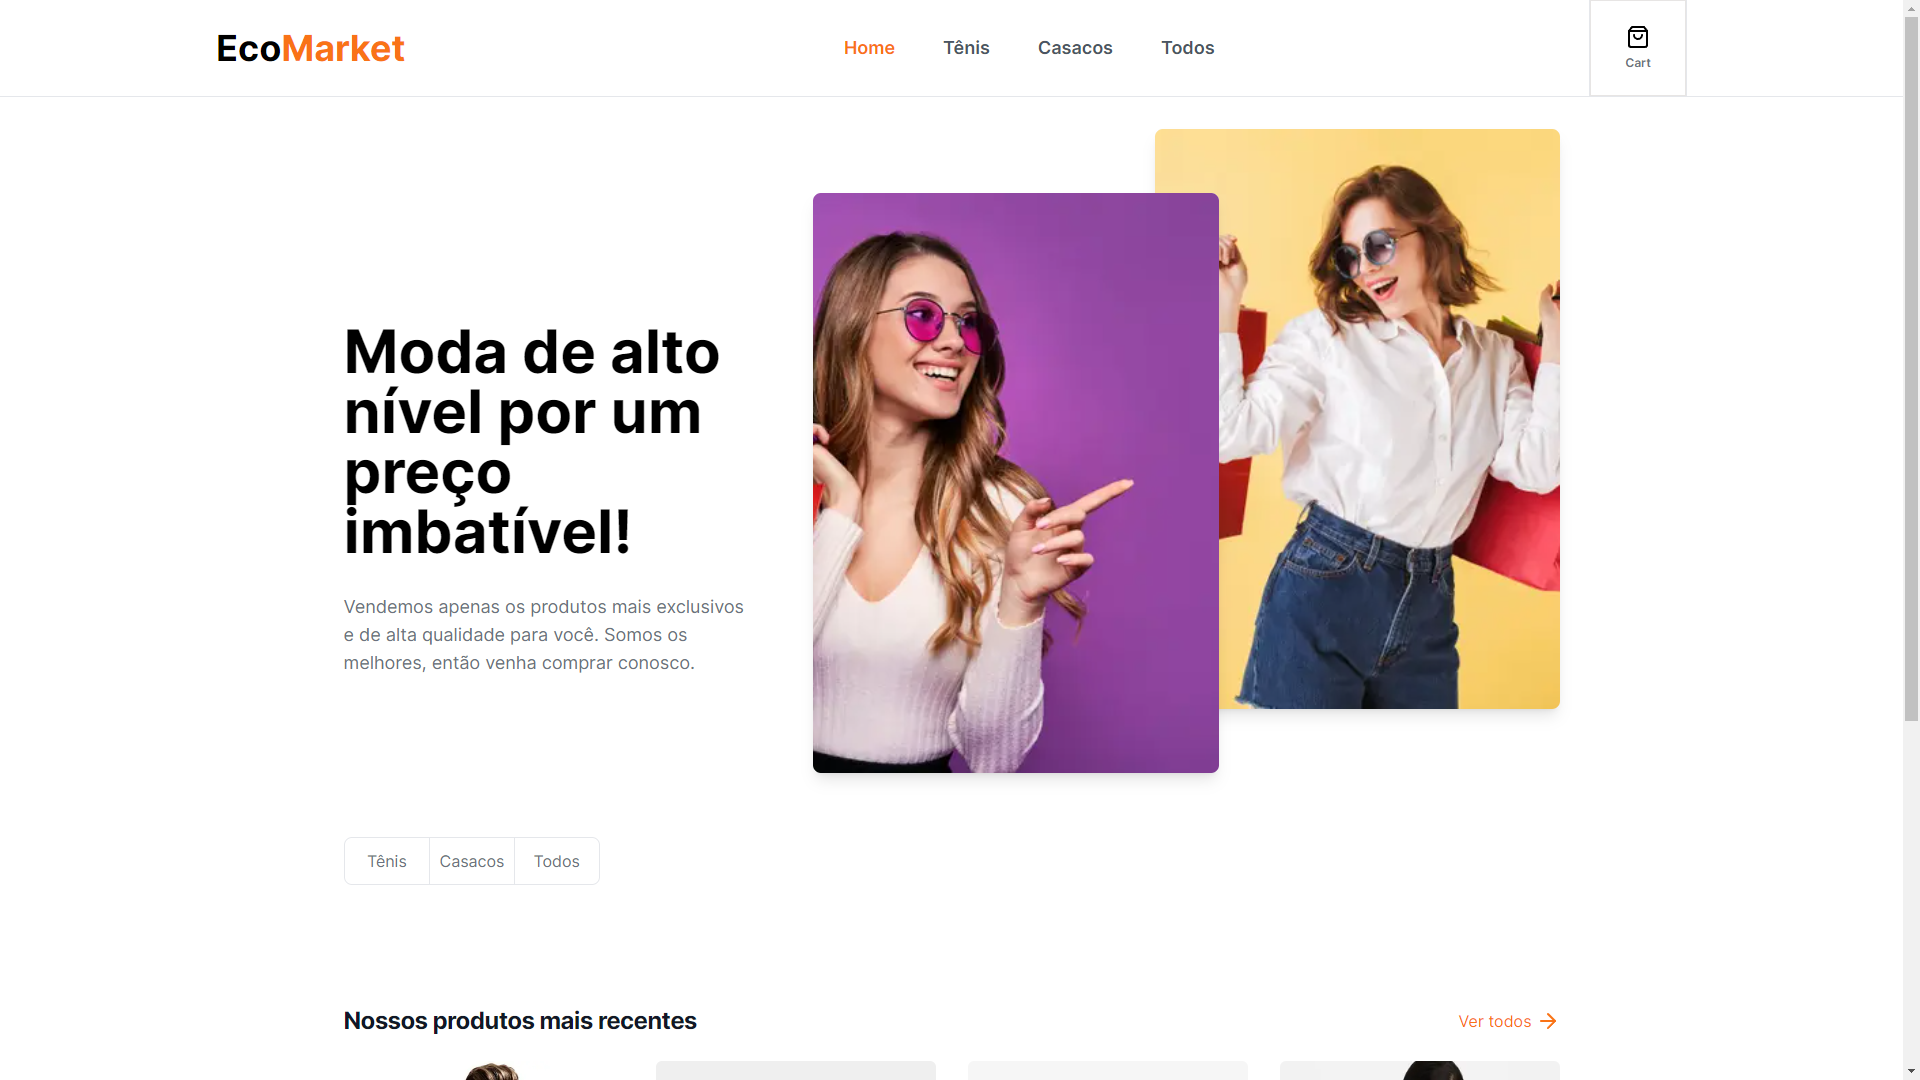 EcoMarket
Home
Tênis
Casacos
Todos
Cart
Moda de alto
nível por um
preço
imbatível!
Vendemos apenas os produtos mais exclusivos
e de alta qualidade para você. Somos os
melhores, então venha comprar conosco.
Tênis
Casacos
Todos
Nossos produtos mais recentes
Ver todos